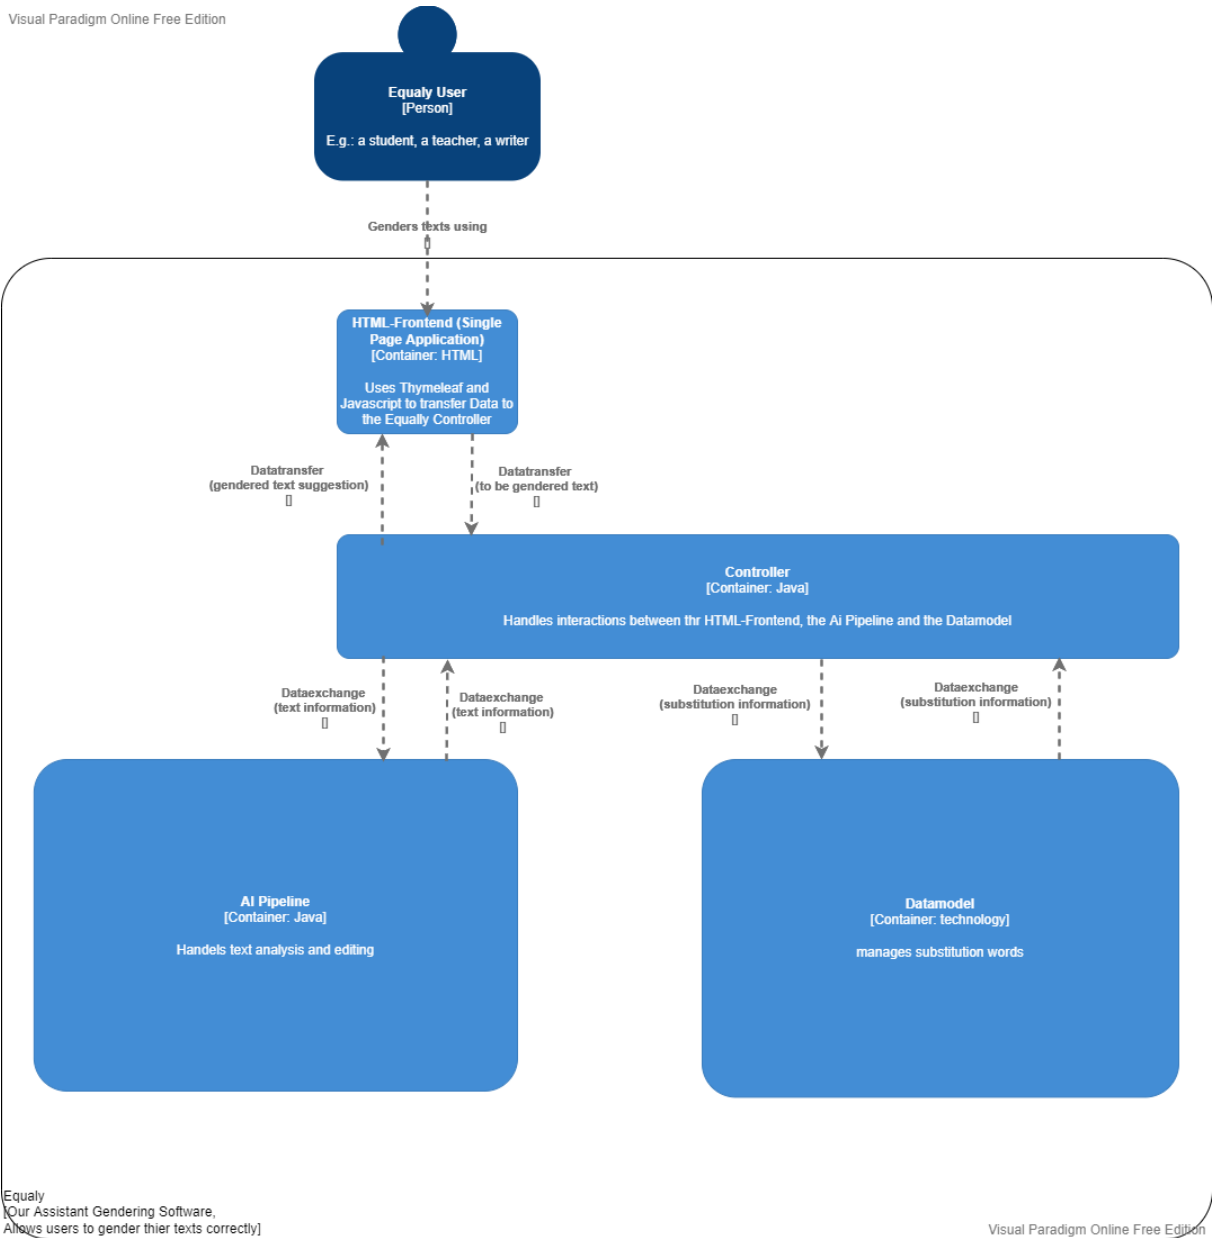 Visual Paradigm Online Free Edition
Equaly User
[Person]
E.g.: a student, a teacher, a writer
Genders texts using
[]
HTML-Frontend (Single
Page Application)
[Container: HTML]
Uses Thymeleaf and
Javascript to transfer Data to
the Equally Controller
Datatransfer
(gendered text suggestion)
[]
Datatransfer
(to be gendered text)
[]
Controller
[Container: Java]
Handles interactions between thr HTML-Frontend, the Ai Pipeline and the Datamodel
Dataexchange
(text information)
[]
Dataexchange
(text information)
[]
Dataexchange
(substitution information)
[]
Dataexchange
(substitution information)
[]
AI Pipeline
[Container: Java]
Handels text analysis and editing
Datamodel
[Container: technology]
manages substitution words
Equaly
[Our Assistant Gendering Software,
Allows users to gender thier texts correctly]
Visual Paradigm Online Free Edition